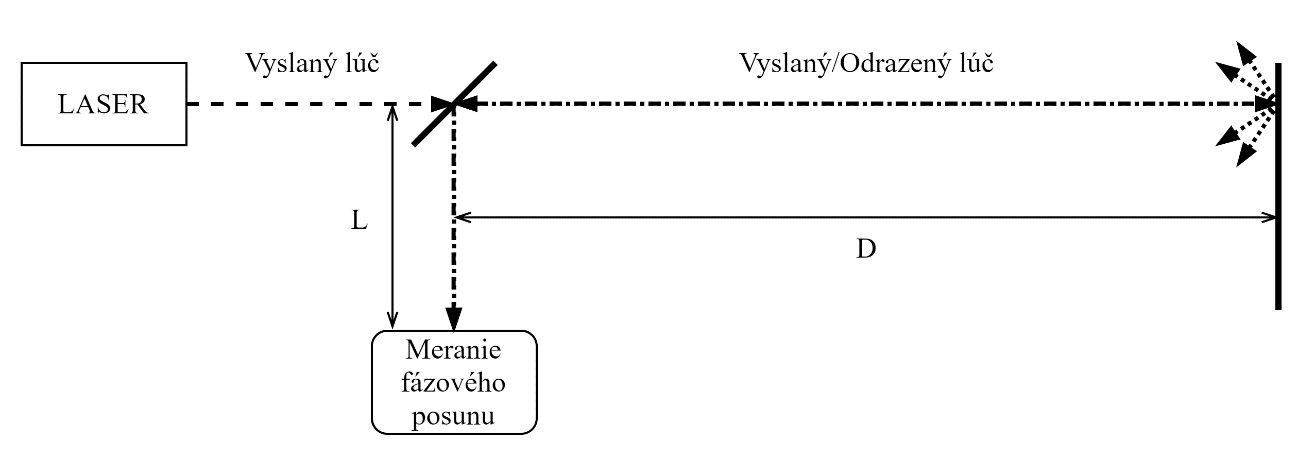 Vyslaný lúč
Vyslaný/Odrazený lúč
LASER
L
D
Meranie
fázového
posunu